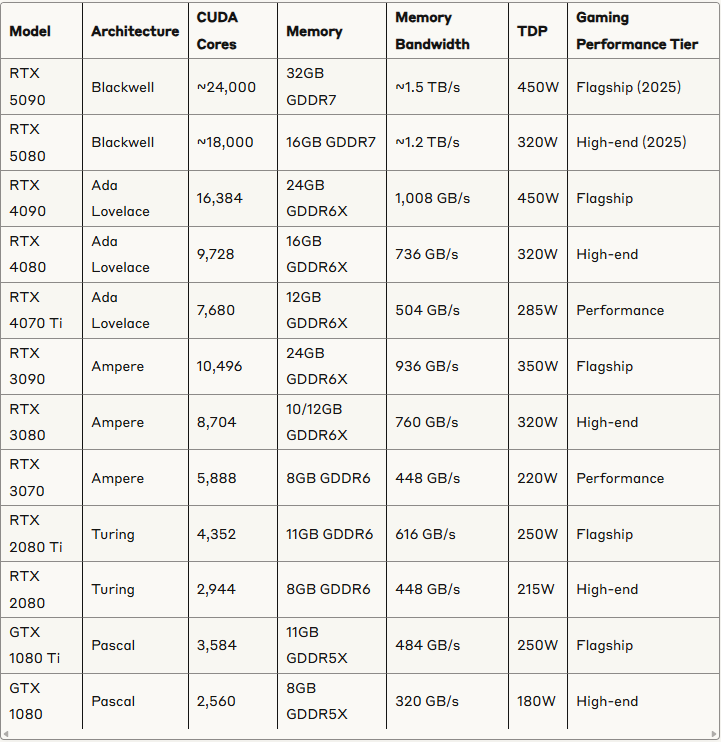 Model Architecture CUDA Cores Memory Memory Bandwidth TDP Gaming Performance Tier
RTX 5090 Blackwell ~24,000 32GB GDDR7 ~1.5 TB/s 450W Flagship (2025)
RTX 5080 Blackwell ~18,000 16GB GDDR7 ~1.2 TB/s 320W High-end (2025)
RTX 4090 Ada Lovelace 16,384 24GB GDDR6X 1,008 GB/s 450W Flagship
RTX 4080 Ada Lovelace 9,728 16GB GDDR6X 736 GB/s 320W High-end
RTX 4070 Ti Ada Lovelace 7,680 12GB GDDR6X 504 GB/s 285W Performance
RTX 3090 Ampere 10,496 24GB GDDR6X 936 GB/s 350W Flagship
RTX 3080 Ampere 8,704 10/12GB GDDR6X 760 GB/s 320W High-end
RTX 3070 Ampere 5,888 8GB GDDR6 448 GB/s 220W Performance
RTX 2080 Ti Turing 4,352 11GB GDDR6 616 GB/s 250W Flagship
RTX 2080 Turing 2,944 8GB GDDR6 448 GB/s 215W High-end
GTX 1080 Ti Pascal 3,584 11GB GDDR5X 484 GB/s 250W Flagship
GTX 1080 Pascal 2,560 8GB GDDR5X 320 GB/s 180W High-end